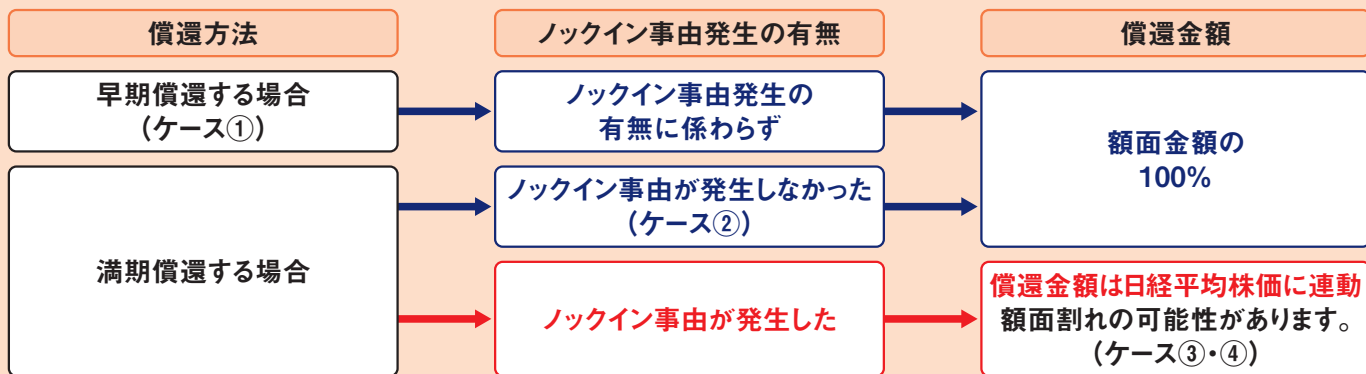 償還方法
ノックイン事由発生の有無
償還金額
早期償還する場合
(ケース①)
ノックイン事由発生の
有無に係わらず
額面金額の
100%
満期償還する場合
ノックイン事由が発生しなかった
(ケース②)
ノックイン事由が発生した
償還金額は日経平均株価に連動
額面割れの可能性があります。
(ケース③・④)